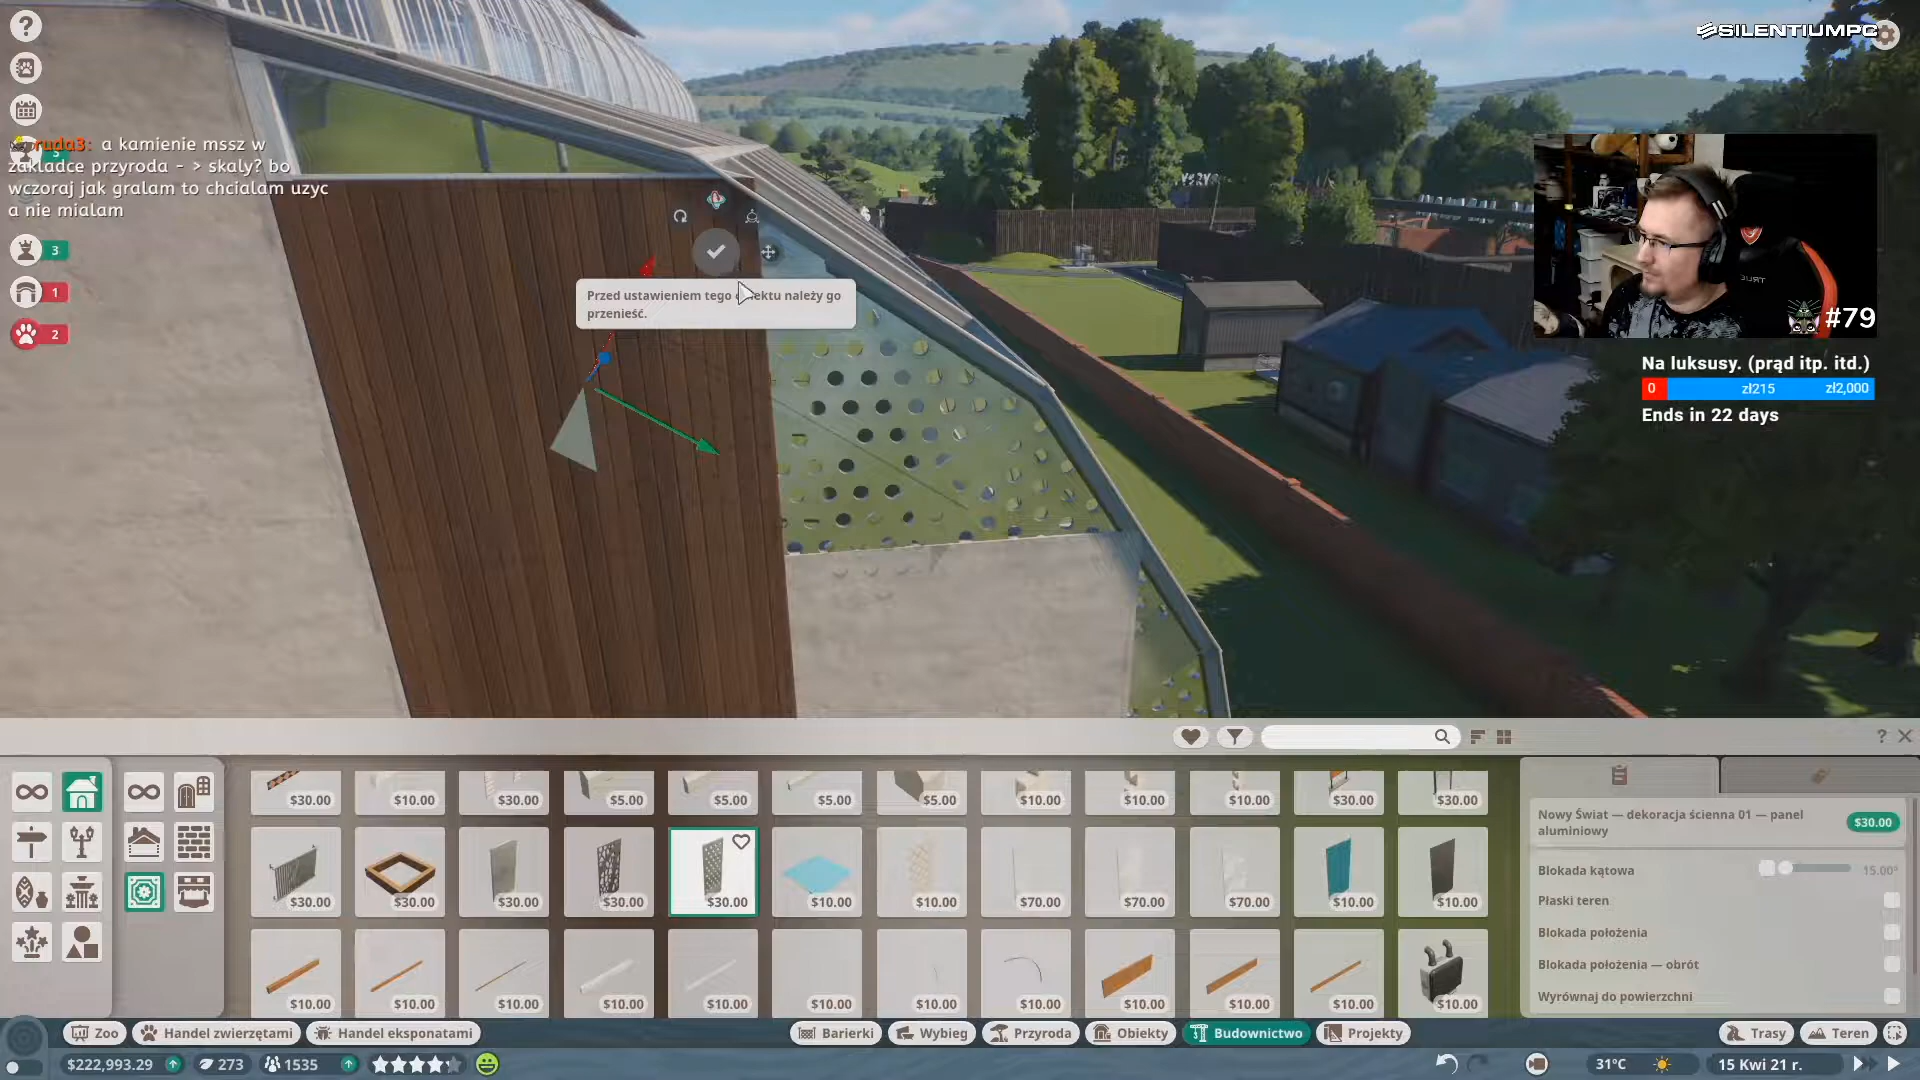 SILENTIUMPC
ruda3: a kamienie mssz w
zakladce przyroda - > skaly? bo
wczoraj jak gralam to chcialam uzyc
a nie mialam
3
1
2
Przed ustawieniem tego
ektu należy go
przenieść.
#79
Na luksusy. (prąd itp. itd.)
0 zł215 zł2,000
Ends in 22 days
$30.00 $10.00 $30.00 $5.00 $5.00 $5.00 $5.00 $10.00 $10.00 $10.00 $30.00 $30.00
$30.00 $30.00 $30.00 $30.00 $30.00 $10.00 $10.00 $70.00 $70.00 $70.00 $10.00 $10.00
$10.00 $10.00 $10.00 $10.00 $10.00 $10.00 $10.00 $10.00 $10.00 $10.00 $10.00 $10.00
Nowy Świat — dekoracja ścienna 01 — panel
aluminiowy
$30.00
Blokada kątowa 15.00°
Płaski teren
Blokada położenia
Blokada położenia — obrót
Wyrównaj do powierzchni
Zoo Handel zwierzętami Handel eksponatami Barierki Wybieg Przyroda Obiekty Budownictwo Projekty Trasy Teren
$222,993.29 273 1535 31°C 15 Kwi 21 r.